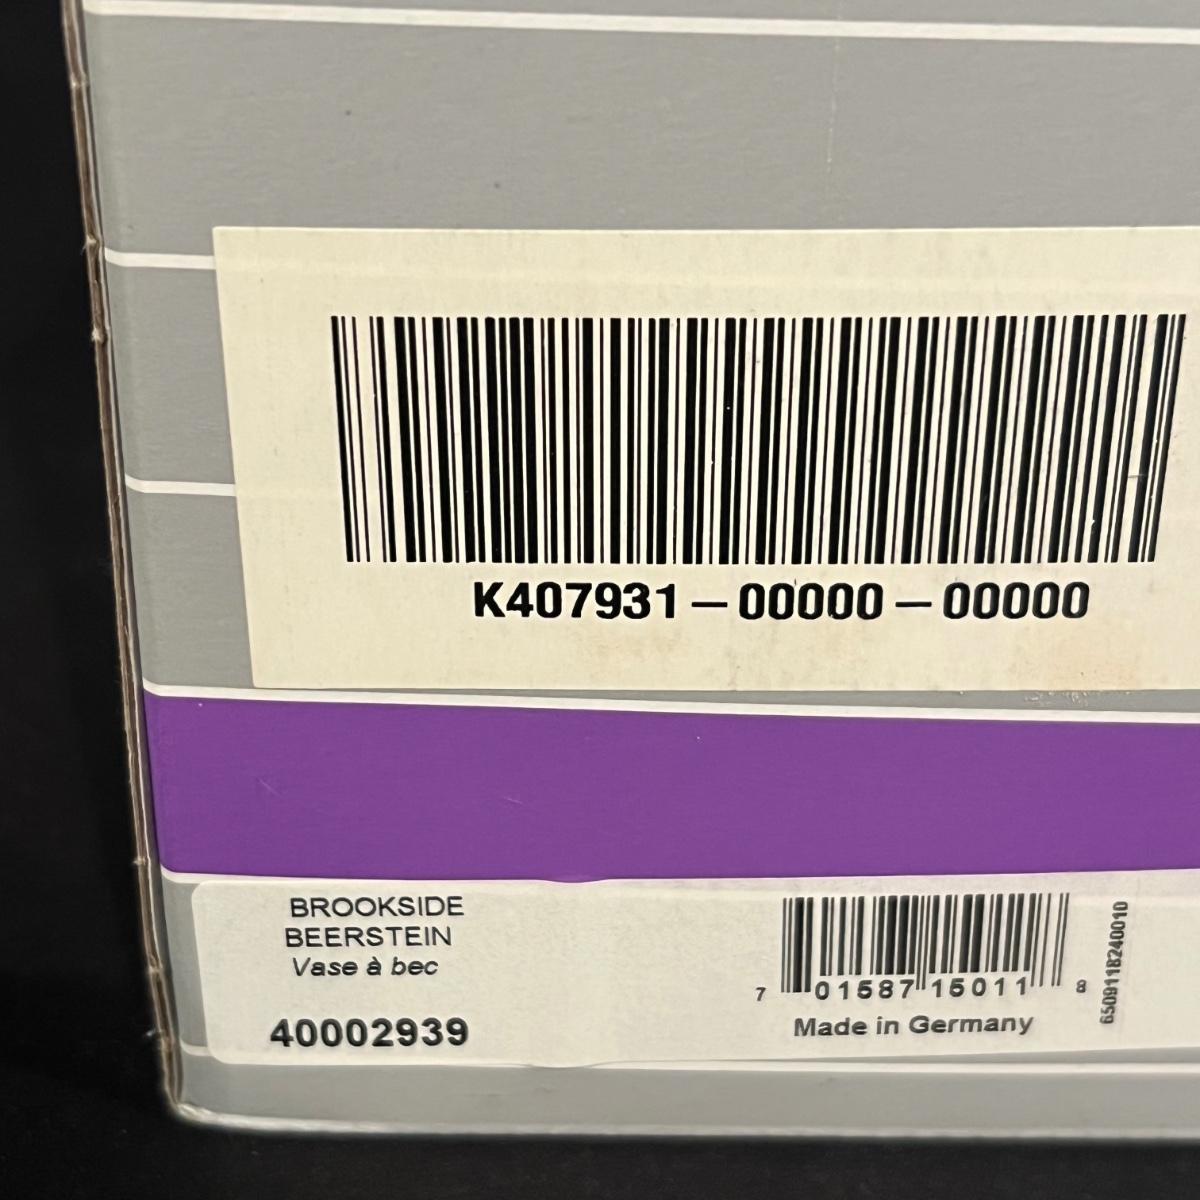 K407931-00000-00000
BROOKSIDE
BEERSTEIN
Vase à bec
40002939
7 01587 15011 8
Made in Germany
6509118240010